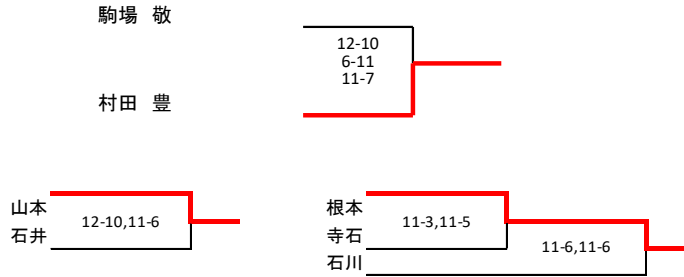 駒場 敬
12-10
6-11
11-7
村田 豊
山本
石井
12-10,11-6
根本
寺石
石川
11-3,11-5
11-6,11-6